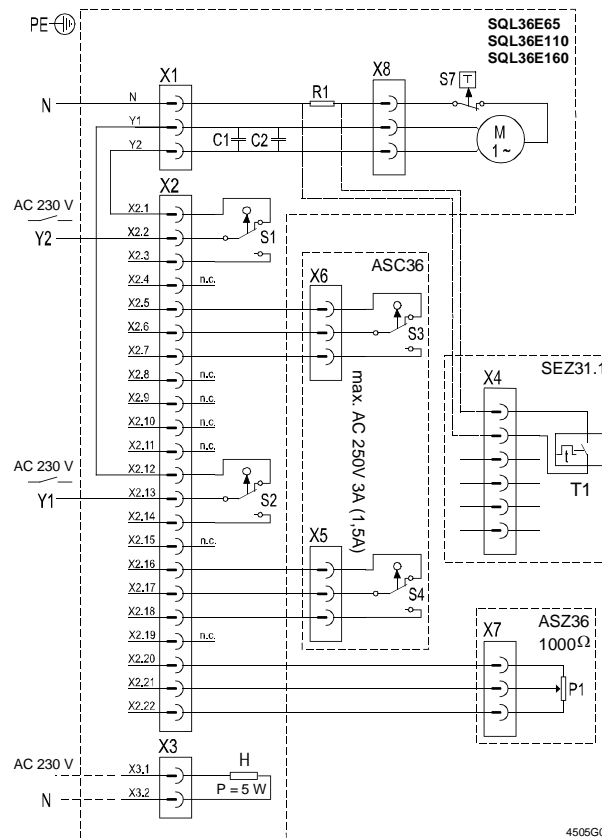 PE
SQL36E65
SQL36E110
SQL36E160
X1
X8
S7
T
R1
N
N
Y1
C1
C2
M
1 ~
Y2
X2
AC 230 V
X2.1
Y2
X2.2
S1
X2.3
ASC36
X2.4
n.c.
X6
X2.5
X2.6
S3
X2.7
SEZ31.1
X2.8
n.c.
X4
X2.9
n.c.
max. AC 250V 3A (1,5A)
X2.10
n.c.
X2.11
n.c.
t
AC 230 V
X2.12
Y1
X2.13
S2
T1
X2.14
X2.15
n.c.
X5
X2.16
X2.17
S4
X2.18
ASZ36
X7
1000Ω
X2.19
n.c.
X2.20
X2.21
P1
X2.22
X3
AC 230 V
X3.1
H
N
X3.2
P = 5 W